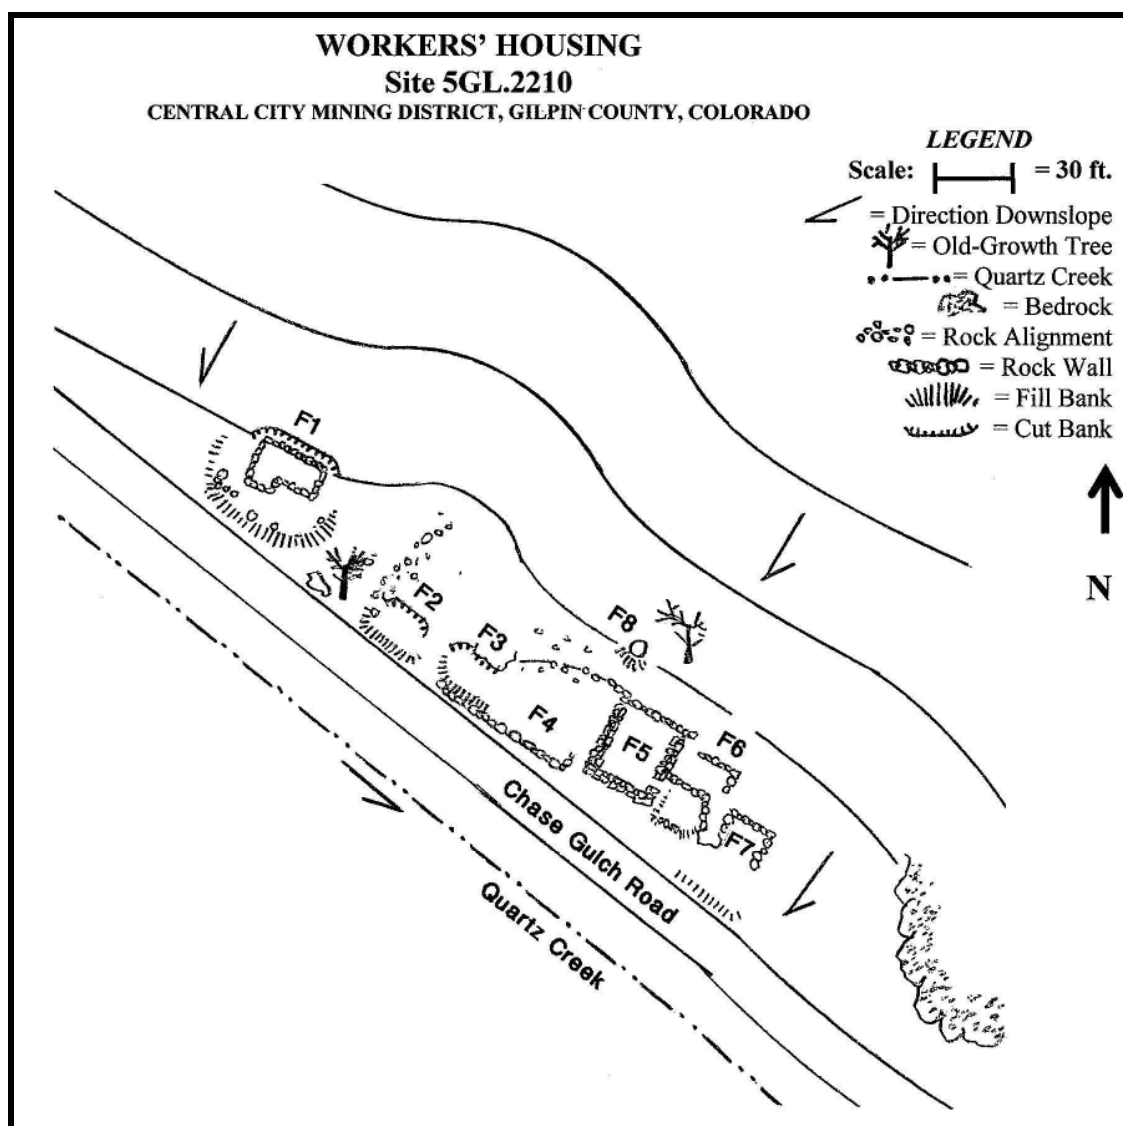 WORKERS' HOUSING
Site 5GL.2210
CENTRAL CITY MINING DISTRICT, GILPIN COUNTY, COLORADO
LEGEND
Scale: = 30 ft.
= Direction Downslope
= Old-Growth Tree
= Quartz Creek
= Bedrock
= Rock Alignment
= Rock Wall
= Fill Bank
= Cut Bank
N
F1
F2
F3
F8
F4
F5
F6
F7
Chase Gulch Road
Quartz Creek